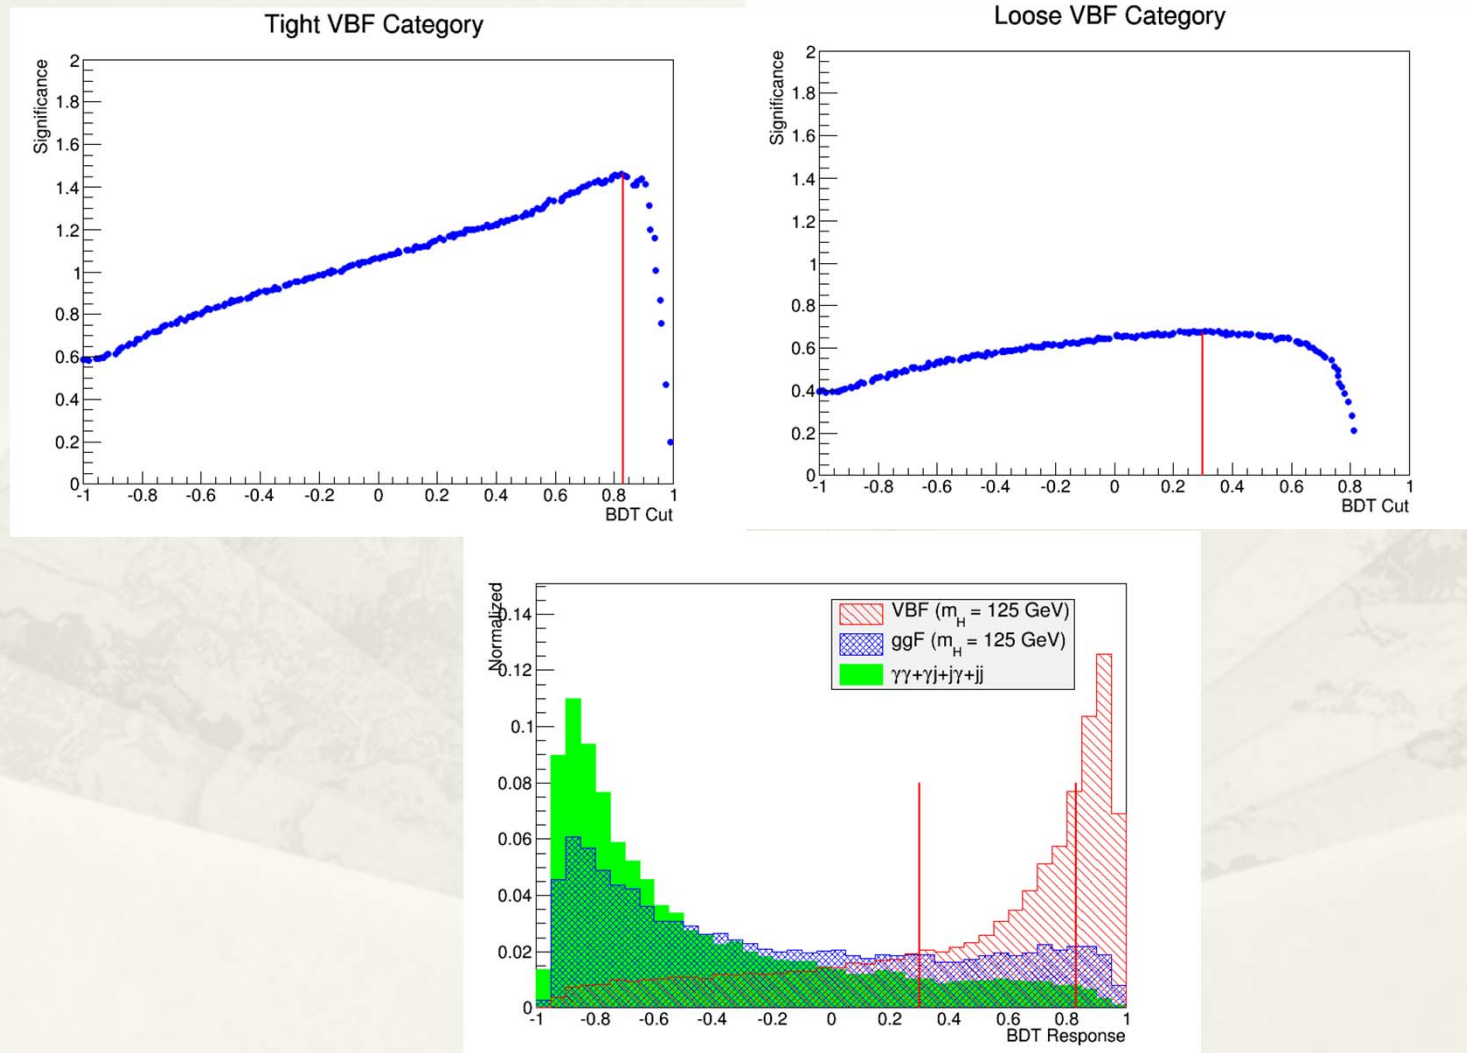 Tight VBF Category
Significance
2
1.8
1.6
1.4
1.2
1
0.8
0.6
0.4
0.2
0
-1 -0.8 -0.6 -0.4 -0.2 0 0.2 0.4 0.6 0.8 1
BDT Cut
Loose VBF Category
Significance
2
1.8
1.6
1.4
1.2
1
0.8
0.6
0.4
0.2
0
-1 -0.8 -0.6 -0.4 -0.2 0 0.2 0.4 0.6 0.8 1
BDT Cut
Normalized
0.14
0.12
0.1
0.08
0.06
0.04
0.02
0
VBF (m_H = 125 GeV)
ggF (m_H = 125 GeV)
γγ+γj+jγ+jj
-1 -0.8 -0.6 -0.4 -0.2 0 0.2 0.4 0.6 0.8 1
BDT Response